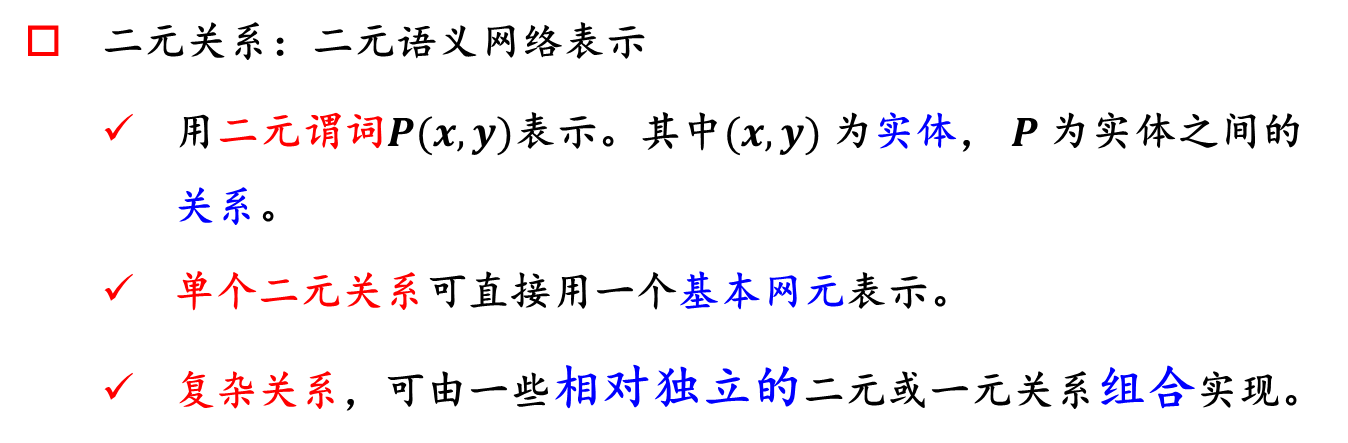 二元关系：二元语义网络表示
用二元谓词P(x,y)表示。其中(x,y) 为实体， P 为实体之间的
关系。
单个二元关系可直接用一个基本网元表示。
复杂关系，可由一些相对独立的二元或一元关系组合实现。